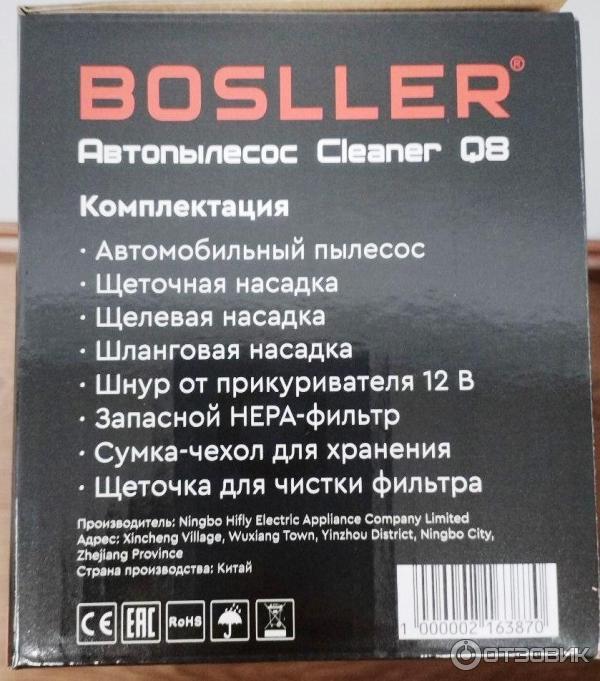 BOSLLER®
Автопылесос Cleaner Q8
Комплектация
· Автомобильный пылесос
· Щеточная насадка
· Щелевая насадка
· Шланговая насадка
· Шнур от прикуривателя 12 В
· Запасной HEPA-фильтр
· Сумка-чехол для хранения
· Щеточка для чистки фильтра
Производитель: Ningbo Hifly Electric Appliance Company Limited
Адрес: Xincheng Village, Wuxiang Town, Yinzhou District, Ningbo City,
Zhejiang Province
Страна производства: Китай
CE EAC RoHS
1 000002 163870
ОТЗОВИК